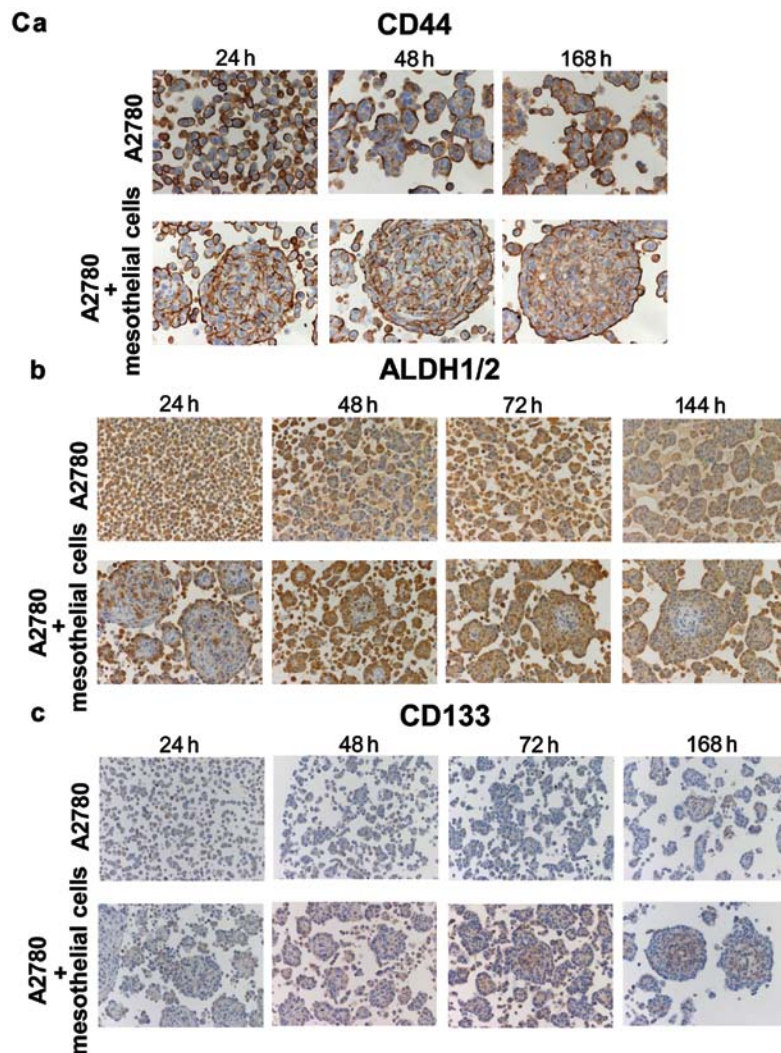 Ca
CD44
24 h 48 h 168 h
A2780
A2780
+
mesothelial cells
b
ALDH1/2
24 h 48 h 72 h 144 h
A2780
A2780
+
mesothelial cells
c
CD133
24 h 48 h 72 h 168 h
A2780
A2780
+
mesothelial cells